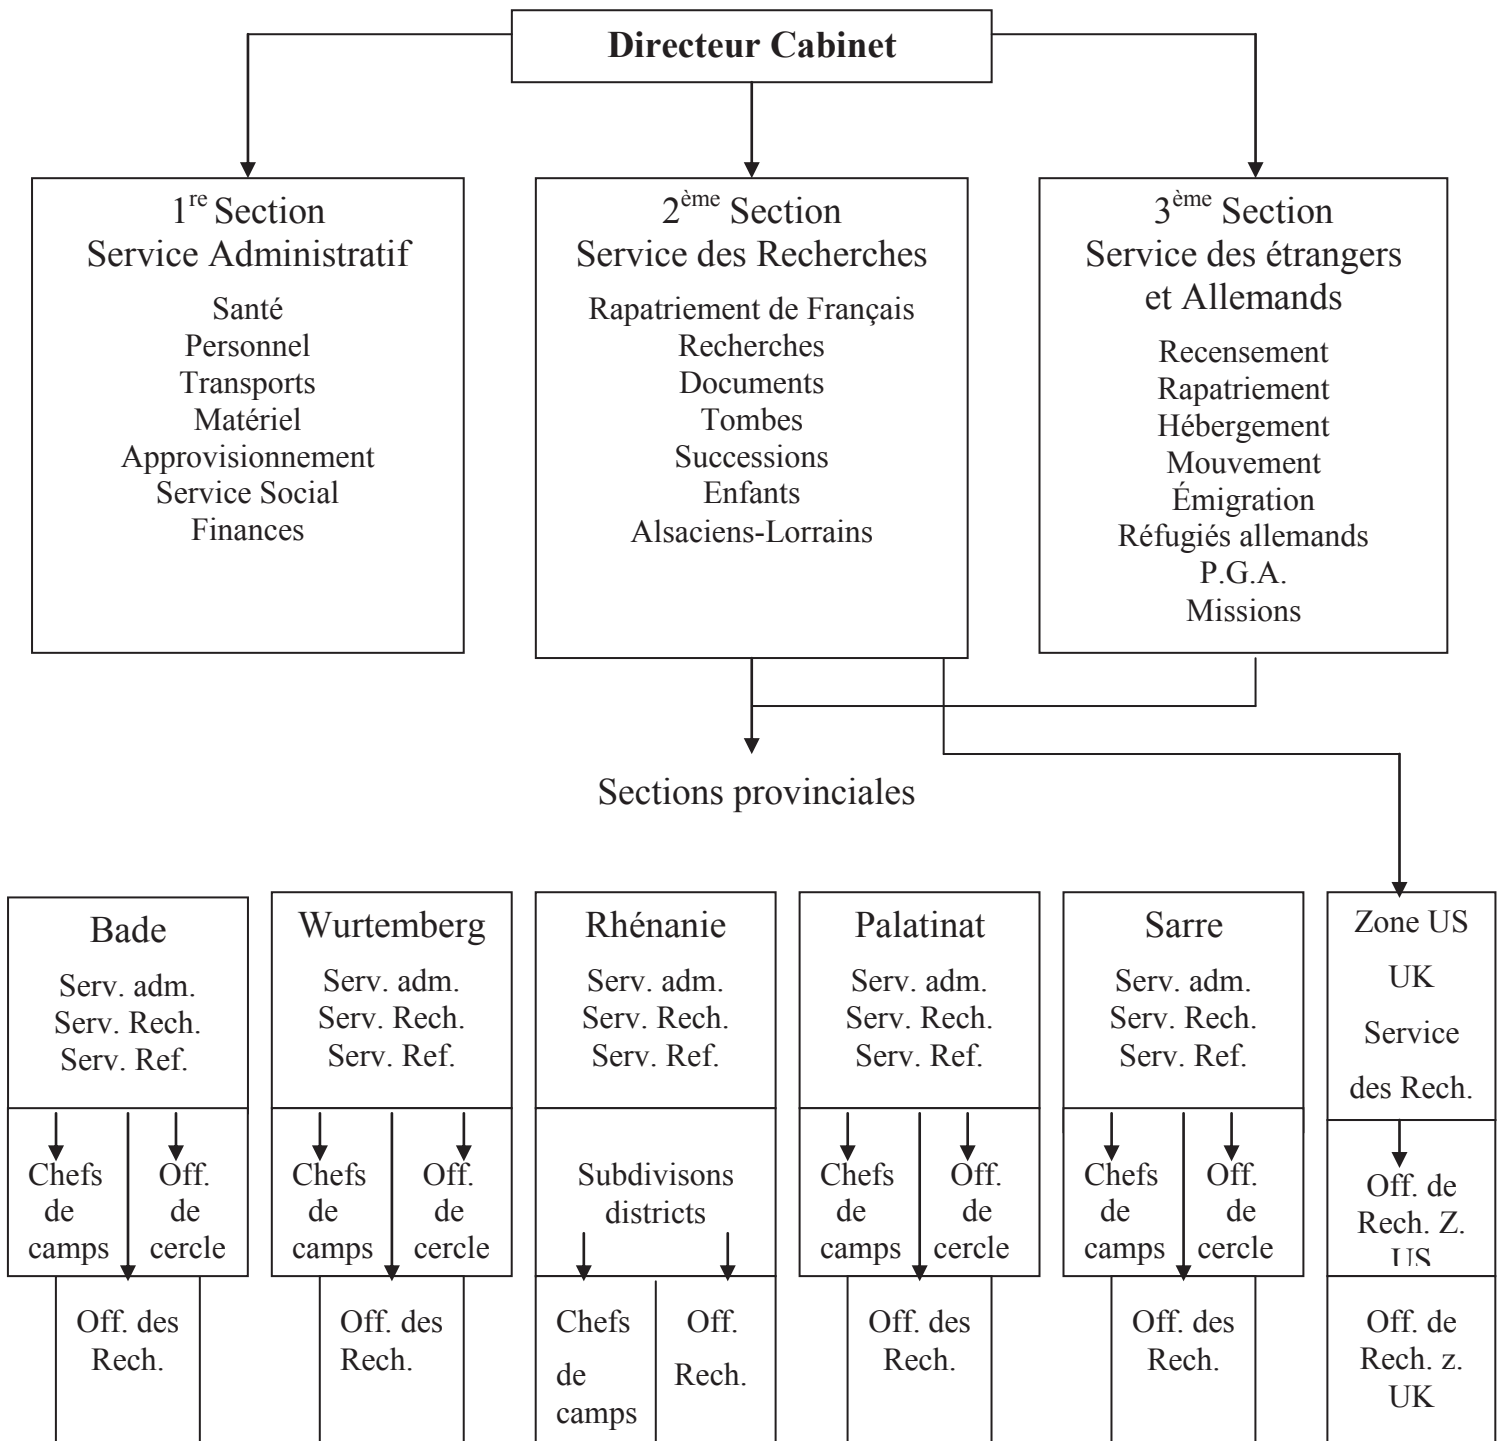 Directeur Cabinet
1re Section
Service Administratif
Santé
Personnel
Transports
Matériel
Approvisionnement
Service Social
Finances
2ème Section
Service des Recherches
Rapatriement de Français
Recherches
Documents
Tombes
Successions
Enfants
Alsaciens-Lorrains
3ème Section
Service des étrangers
et Allemands
Recensement
Rapatriement
Hébergement
Mouvement
Émigration
Réfugiés allemands
P.G.A.
Missions
Sections provinciales
Bade
Serv. adm.
Serv. Rech.
Serv. Ref.
Chefs
de
camps
Off.
de
cercle
Off. des
Rech.
Wurtemberg
Serv. adm.
Serv. Rech.
Serv. Ref.
Chefs
de
camps
Off.
de
cercle
Off. des
Rech.
Rhénanie
Serv. adm.
Serv. Rech.
Serv. Ref.
Subdivisons
districts
Chefs
de
camps
Off.
Rech.
Palatinat
Serv. adm.
Serv. Rech.
Serv. Ref.
Chefs
de
camps
Off.
de
cercle
Off. des
Rech.
Sarre
Serv. adm.
Serv. Rech.
Serv. Ref.
Chefs
de
camps
Off.
de
cercle
Off. des
Rech.
Zone US
UK
Service
des Rech.
Off. de
Rech. Z.
US
Off. de
Rech. z.
UK